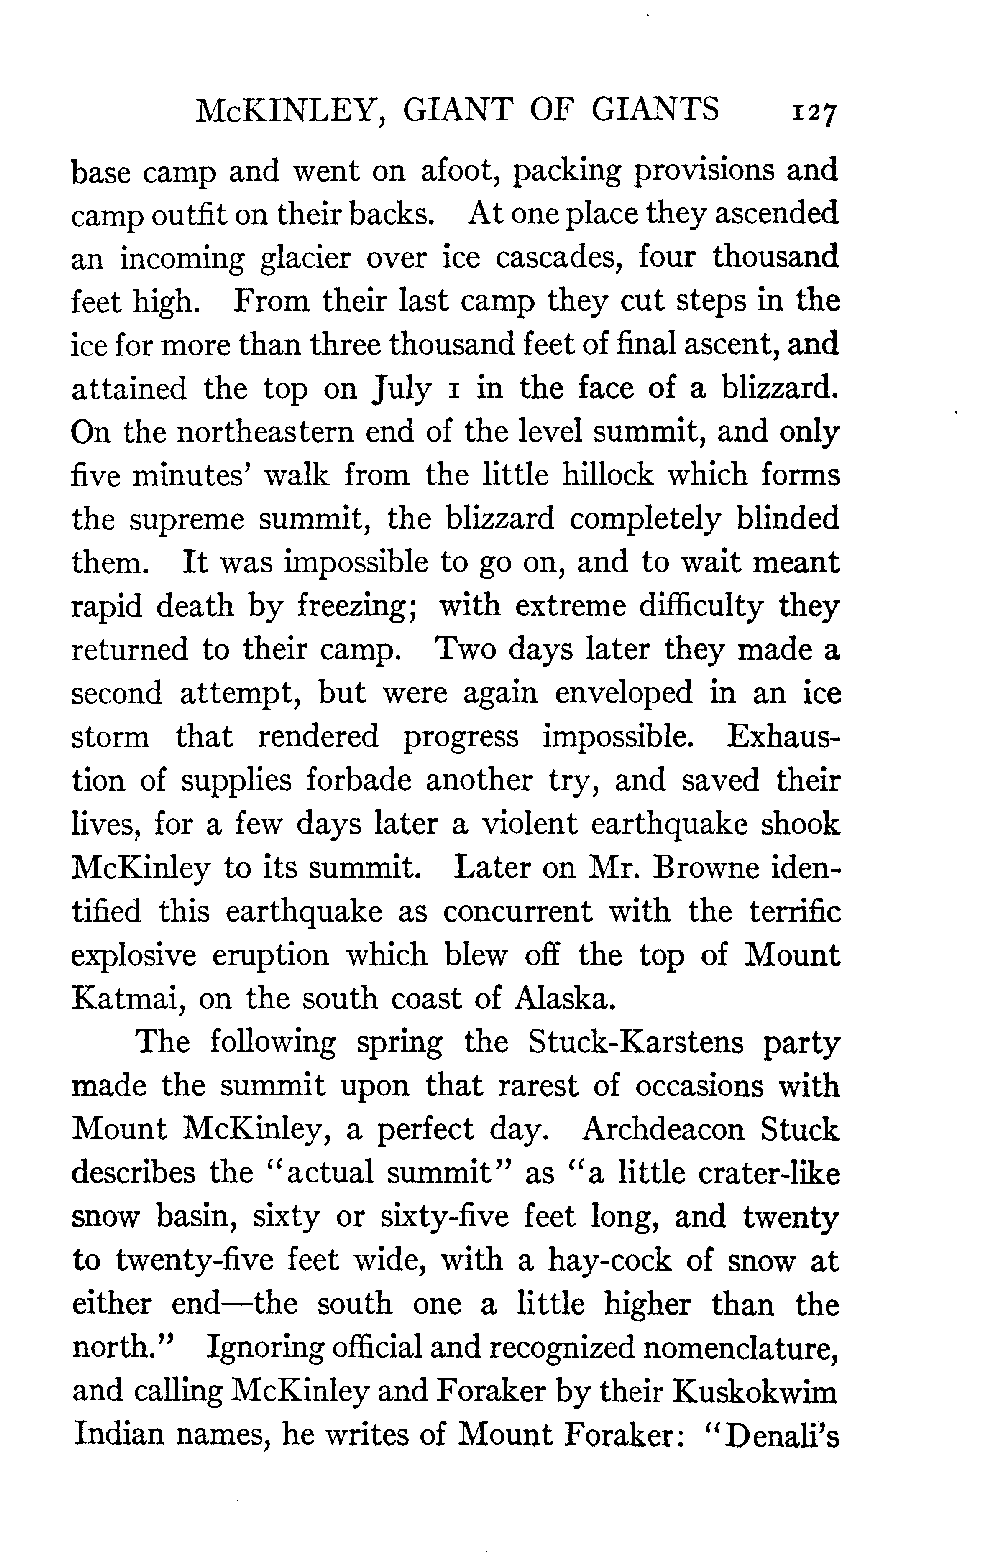 McKINLEY, GIANT OF GIANTS 127
base camp and went on afoot, packing provisions and
camp outfit on their backs. At one place they ascended
an incoming glacier over ice cascades, four thousand
feet high. From their last camp they cut steps in the
ice for more than three thousand feet of final ascent, and
attained the top on July 1 in the face of a blizzard.
On the northeastern end of the level summit, and only
five minutes' walk from the little hillock which forms
the supreme summit, the blizzard completely blinded
them. It was impossible to go on, and to wait meant
rapid death by freezing; with extreme difficulty they
returned to their camp. Two days later they made a
second attempt, but were again enveloped in an ice
storm that rendered progress impossible. Exhaus-
tion of supplies forbade another try, and saved their
lives, for a few days later a violent earthquake shook
McKinley to its summit. Later on Mr. Browne iden-
tified this earthquake as concurrent with the terrific
explosive eruption which blew off the top of Mount
Katmai, on the south coast of Alaska.
The following spring the Stuck-Karstens party
made the summit upon that rarest of occasions with
Mount McKinley, a perfect day. Archdeacon Stuck
describes the "actual summit" as "a little crater-like
snow basin, sixty or sixty-five feet long, and twenty
to twenty-five feet wide, with a hay-cock of snow at
either end—the south one a little higher than the
north." Ignoring official and recognized nomenclature,
and calling McKinley and Foraker by their Kuskokwim
Indian names, he writes of Mount Foraker: "Denali's